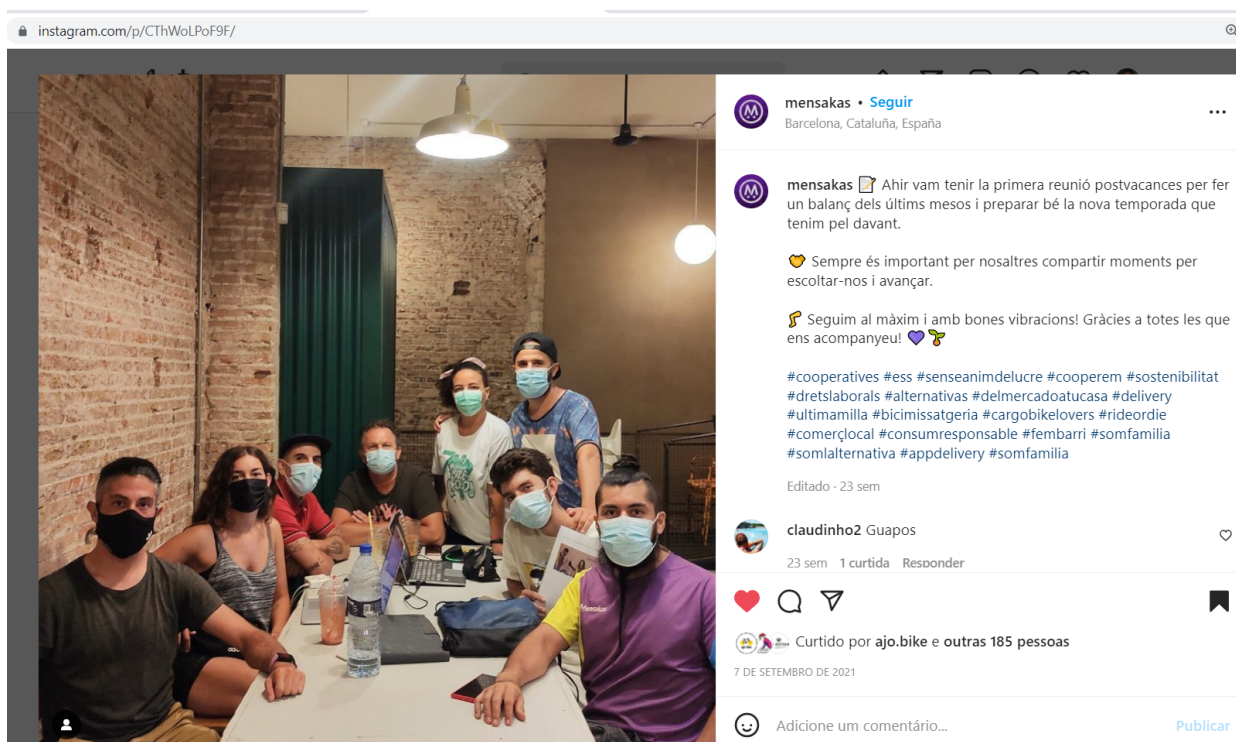 instagram.com/p/CThWoLPoF9F/
mensakas • Seguir
Barcelona, Cataluña, España
mensakas 📝 Ahir vam tenir la primera reunió postvacances per fer
un balanç dels últims mesos i preparar bé la nova temporada que
tenim pel davant.
Sempre és important per nosaltres compartir moments per
escoltar-nos i avançar.
Seguim al màxim i amb bones vibracions! Gràcies a totes les que
ens acompanyeu! 💜🌱
#cooperatives #ess #senseanimdelucre #cooperem #sostenibilitat
#dretslaborals #alternativas #delmercadoatucasa #delivery
#ultimamilla #bicimissatgeria #cargobikelovers #rideordie
#comerçlocal #consumresponsable #fembarri #somfamilia
#somlalternativa #appdelivery #somfamilia
Editado · 23 sem
claudinho2 Guapos
23 sem 1 curtida Responder
Curtido por ajo.bike e outras 185 pessoas
7 DE SETEMBRO DE 2021
Adicione um comentário... Publicar
Mensakas